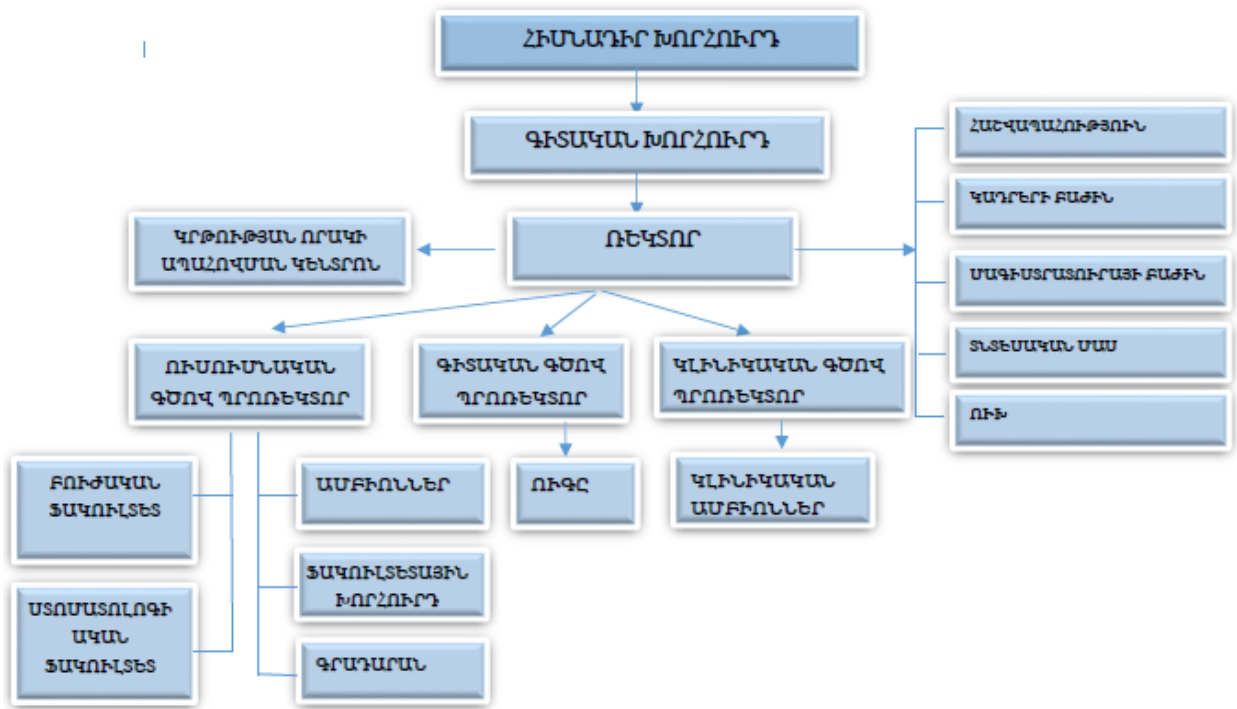 ՀԻՄՆԱԴԻՐ ԽՈՐՀՈՒՐԴ
ԳԻՏԱԿԱՆ ԽՈՐՀՈՒՐԴ
ՌԵԿՏՈՐ
ԿՐԹՈՒԹՅԱՆ ՈՐԱԿԻ
ԱՊԱՀՈՎՄԱՆ ԿԵՆՏՐՈՆ
ՀԱՇՎԱՊԱՀՈՒԹՅՈՒՆ
ԿԱԴՐԵՐԻ ԲԱԺԻՆ
ՄԱԳԻՍՏՐԱՏՈՒՐԱՅԻ ԲԱԺԻՆ
ՏՆՏԵՍԱԿԱՆ ՄԱՍ
ՈՒԽ
ՈՒՍՈՒՄՆԱԿԱՆ
ԳԾՈՎ ՊՐՈՌԵԿՏՈՐ
ԳԻՏԱԿԱՆ ԳԾՈՎ
ՊՐՈՌԵԿՏՈՐ
ԿԼԻՆԻԿԱԿԱՆ ԳԾՈՎ
ՊՐՈՌԵԿՏՈՐ
ԲՈՒԺԱԿԱՆ
ՖԱԿՈՒԼՏԵՏ
ՍՏՈՄԱՏՈԼՈԳԻ
ԱԿԱՆ
ՖԱԿՈՒԼՏԵՏ
ԱՄԲԻՈՆՆԵՐ
ՖԱԿՈՒԼՏԵՏԱՅԻՆ
ԽՈՐՀՈՒՐԴ
ԳՐԱԴԱՐԱՆ
ՈՒԳԸ
ԿԼԻՆԻԿԱԿԱՆ
ԱՄԲԻՈՆՆԵՐ